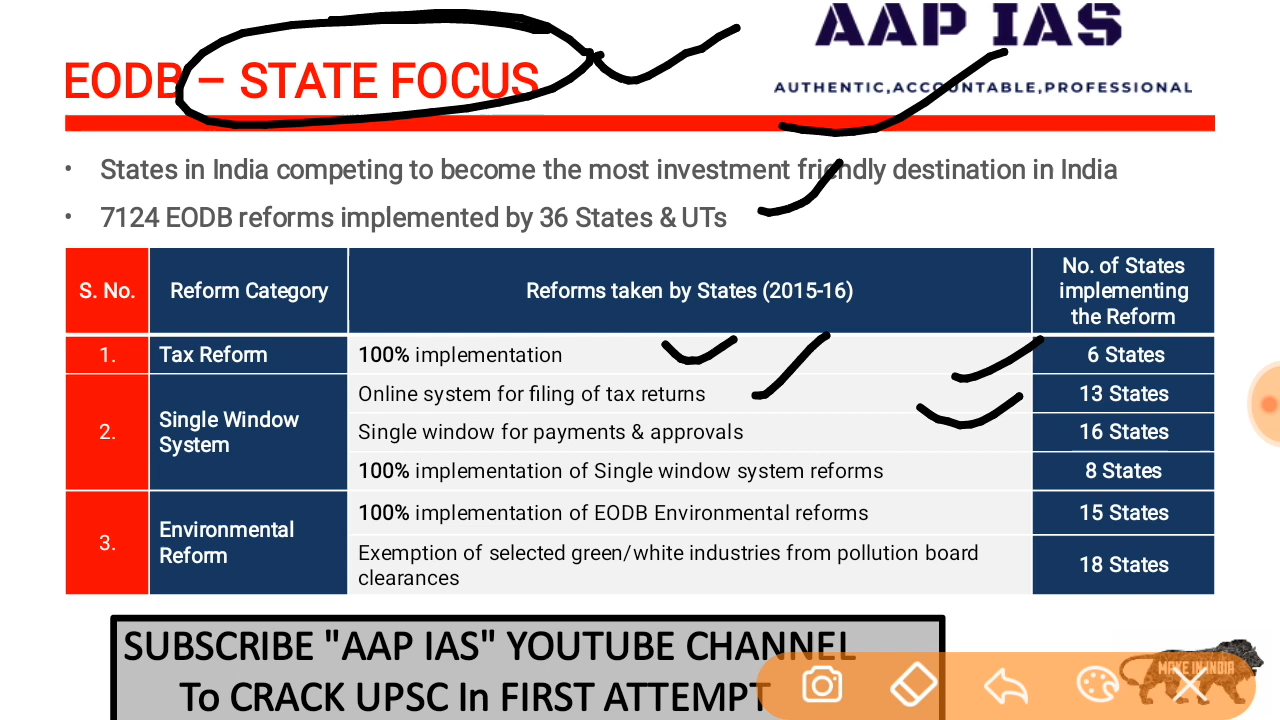 AAP IAS
EODB – STATE FOCUS
AUTHENTIC,ACCOUNTABLE,PROFESSIONAL
• States in India competing to become the most investment friendly destination in India
• 7124 EODB reforms implemented by 36 States & UTs
S. No. Reform Category Reforms taken by States (2015-16) No. of States
implementing
the Reform
1. Tax Reform 100% implementation 6 States
2. Single Window
System
Online system for filing of tax returns 13 States
Single window for payments & approvals 16 States
100% implementation of Single window system reforms 8 States
3. Environmental
Reform
100% implementation of EODB Environmental reforms 15 States
Exemption of selected green/white industries from pollution board
clearances
18 States
SUBSCRIBE "AAP IAS" YOUTUBE CHANNEL
To CRACK UPSC In FIRST ATTEMPT
MAKE IN INDIA